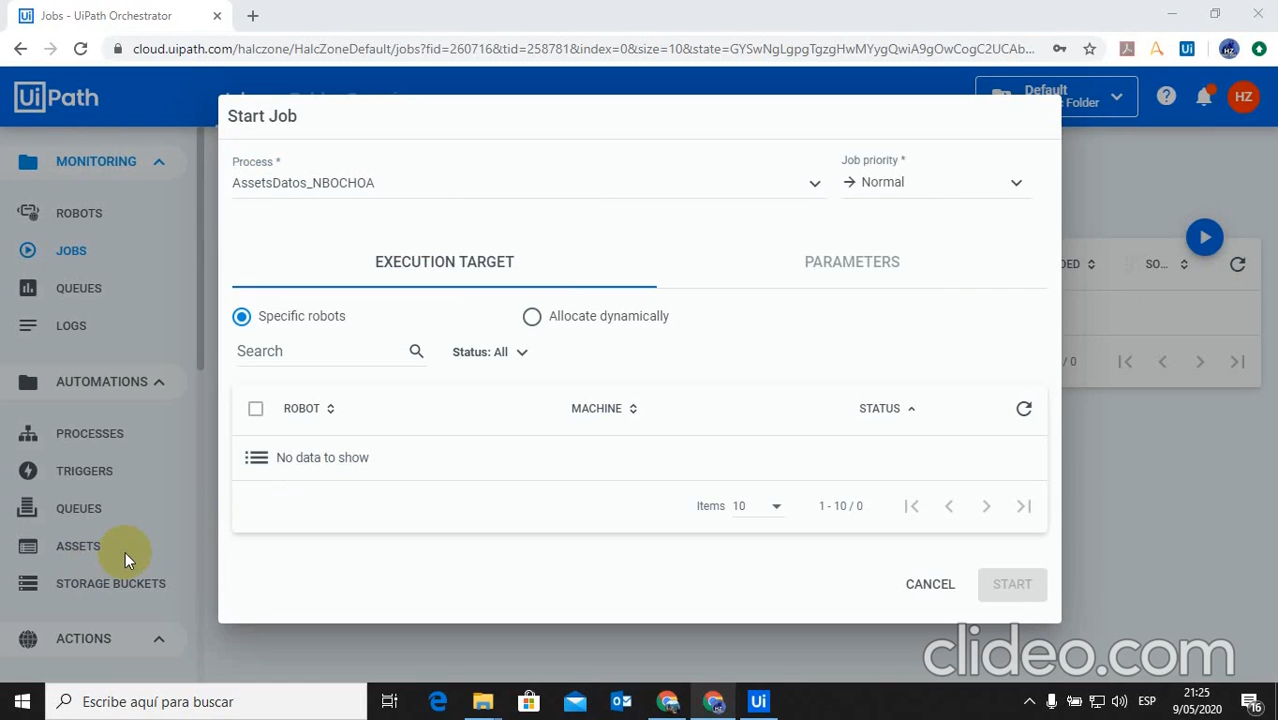 Jobs - UiPath Orchestrator
cloud.uipath.com/halczone/HalcZoneDefault/jobs?fid=260716&tid=258781&index=0&size=10&state=GYSwNgLgpgTgzgHwMYygQwiA9gOwCogC2UCAb...
UiPath
Default
Folder
HZ
Start Job
Process *
AssetsDatos_NBOCHOA
Job priority *
Normal
MONITORING
ROBOTS
JOBS
QUEUES
LOGS
AUTOMATIONS
PROCESSES
TRIGGERS
QUEUES
ASSETS
STORAGE BUCKETS
ACTIONS
EXECUTION TARGET
PARAMETERS
Specific robots
Allocate dynamically
Search
Status: All
ROBOT
MACHINE
STATUS
No data to show
Items 10
1 - 10 / 0
CANCEL
START
DED
SO...
/ 0
clideo.com
Escribe aquí para buscar
ESP
21:25
9/05/2020
16